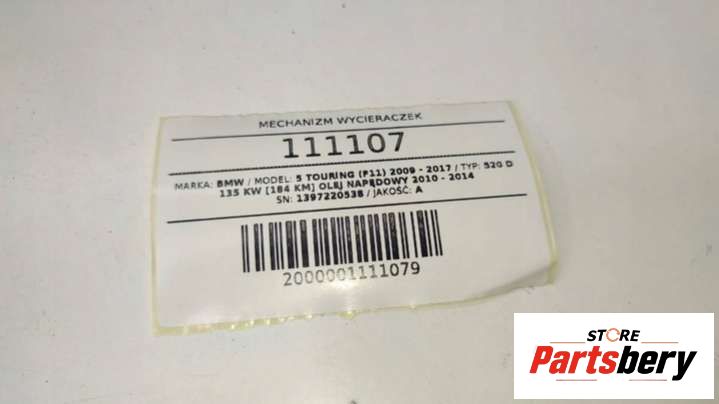 MECHANIZM WYCIERACZEK
111107
MARKA: BMW / MODEL: 5 TOURING (F11) 2009 - 2017 / TYP: 520 D
135 KW [184 KM] OLEJ NAPĘDOWY 2010 - 2014
SN: 1397220538 / JAKOŚĆ: A
2000001111079
STORE
Partsbery